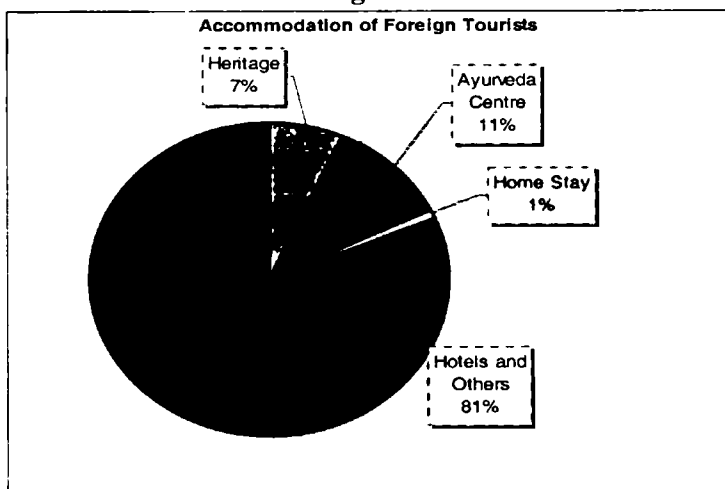 Accommodation of Foreign Tourists
Heritage
7%
Ayurveda
Centre
11%
Home Stay
1%
Hotels and
Others
81%